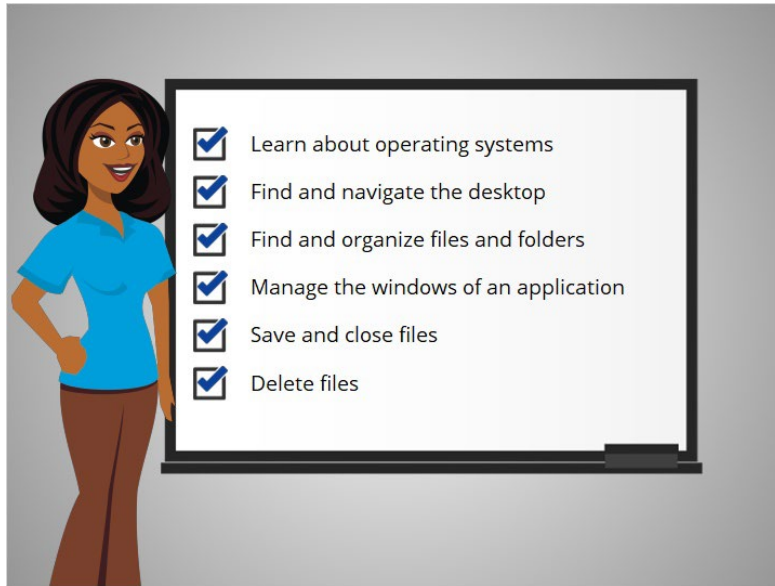 Learn about operating systems
Find and navigate the desktop
Find and organize files and folders
Manage the windows of an application
Save and close files
Delete files